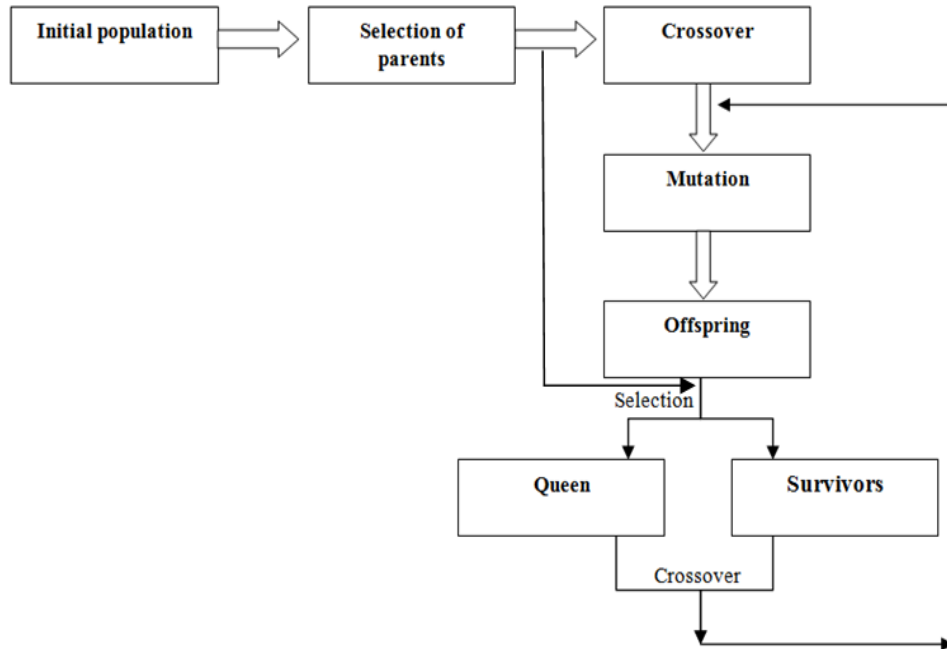 Initial population
Selection of
parents
Crossover
Mutation
Offspring
Selection
Queen
Survivors
Crossover